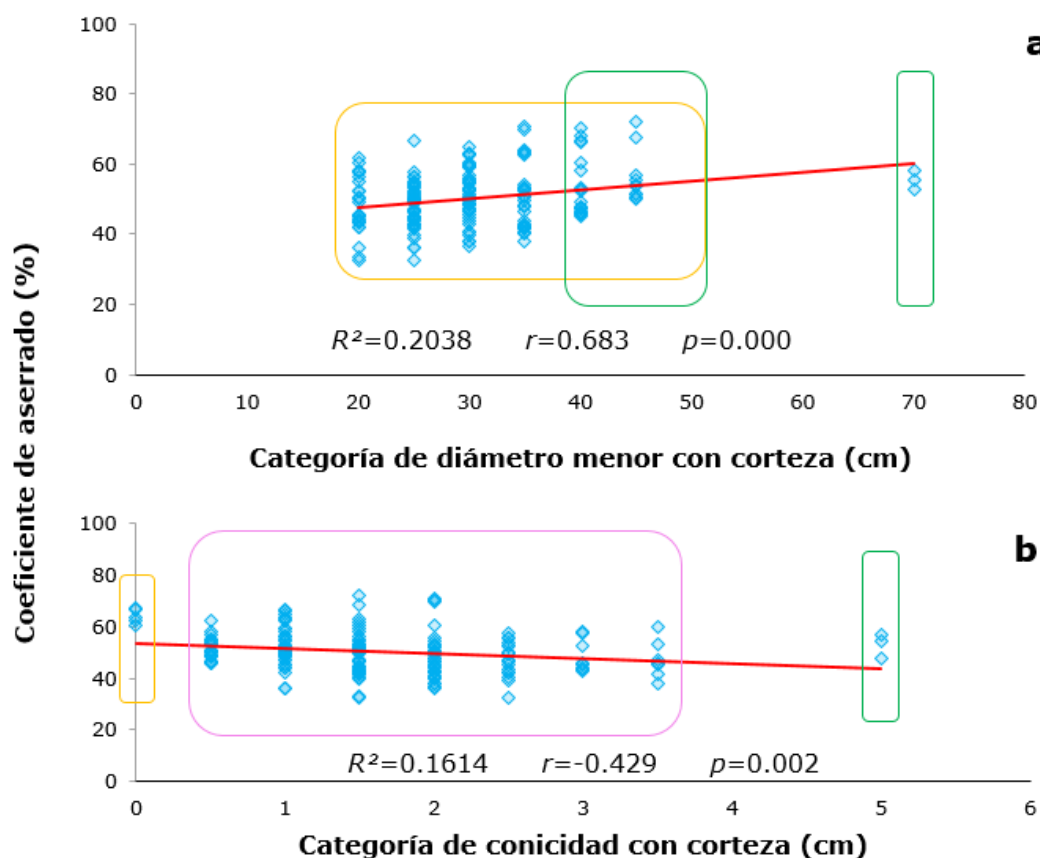 Coeficiente de aserrado (%)
a
100
80
60
40
20
0
R²=0.2038 r=0.683 p=0.000
0 10 20 30 40 50 60 70 80
Categoría de diámetro menor con corteza (cm)
b
100
80
60
40
20
0
R²=0.1614 r=-0.429 p=0.002
0 1 2 3 4 5 6
Categoría de conicidad con corteza (cm)